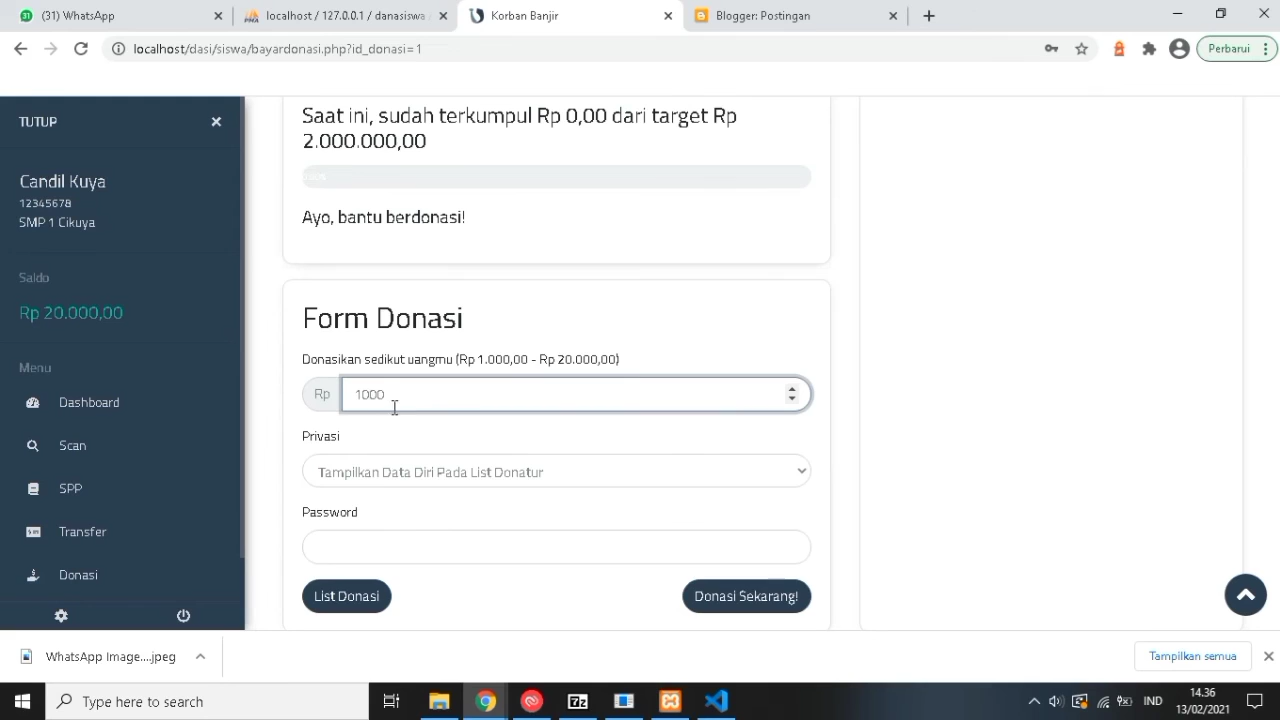 (31) WhatsApp
localhost / 127.0.0.1 / danasiswa
Korban Banjir
Blogger: Postingan
localhost/dasi/siswa/bayardonasi.php?id_donasi=1
Perbarui
TUTUP
Candil Kuya
12345678
SMP 1 Cikuya
Saldo
Rp 20.000,00
Menu
Dashboard
Scan
SPP
Transfer
Donasi
Saat ini, sudah terkumpul Rp 0,00 dari target Rp
2.000.000,00
Ayo, bantu berdonasi!
Form Donasi
Donasikan sedikut uangmu (Rp 1.000,00 - Rp 20.000,00)
Rp
1000
Privasi
Tampilkan Data Diri Pada List Donatur
Password
List Donasi
Donasi Sekarang!
WhatsApp Image....jpeg
Tampilkan semua
Type here to search
IND
14.36
13/02/2021